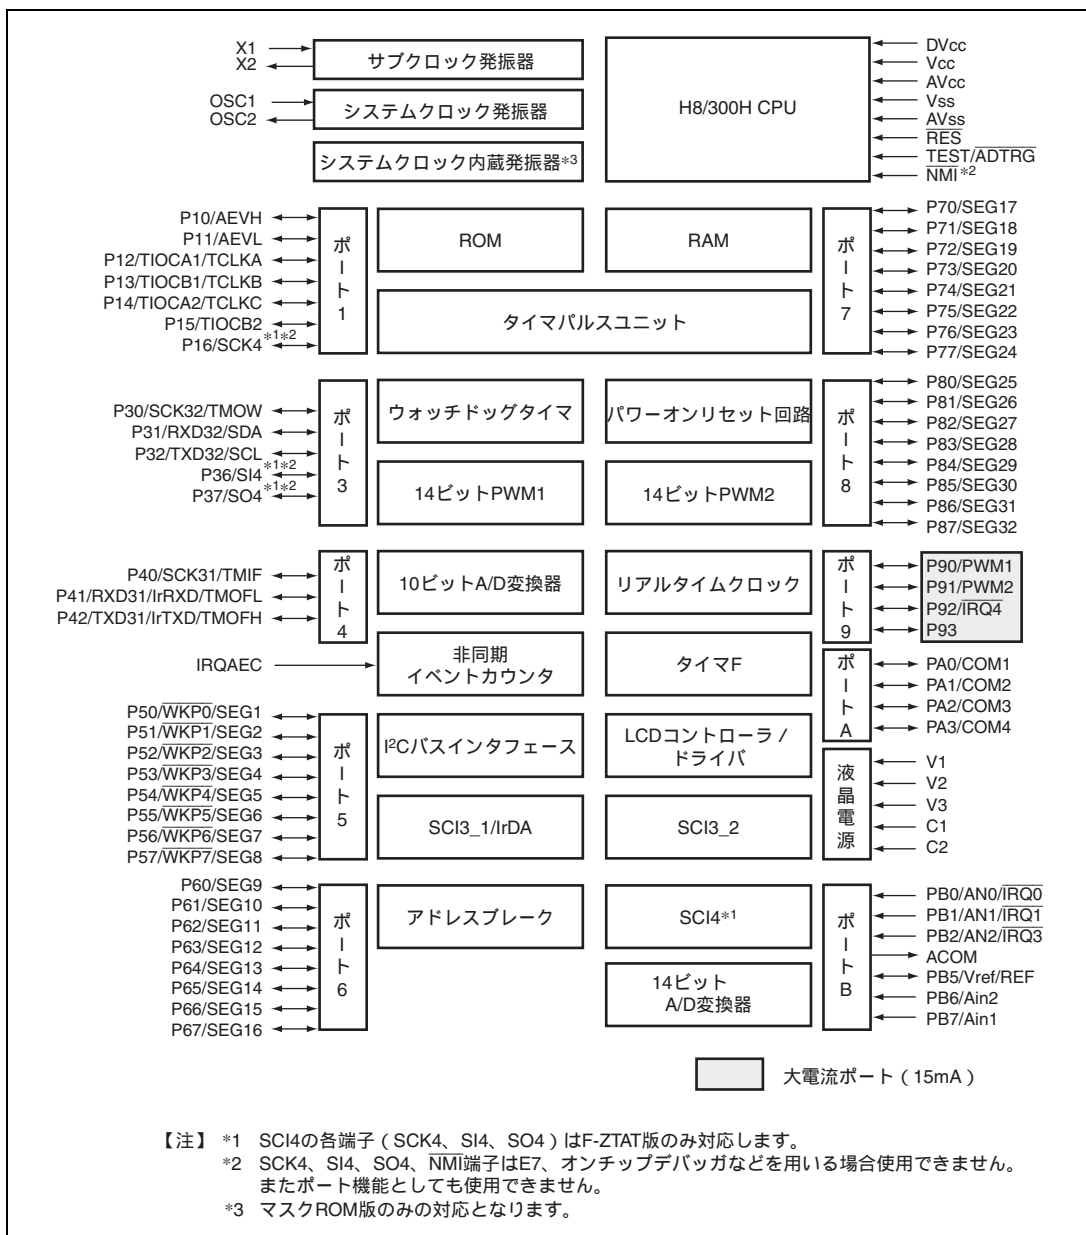 X1
X2
サブクロック発振器
OSC1
OSC2
システムクロック発振器
システムクロック内蔵発振器*3
H8/300H CPU
DVcc
Vcc
AVcc
Vss
AVss
RES
TEST/ADTRG
NMI*2
P10/AEVH
P11/AEVL
P12/TIOCA1/TCLKA
P13/TIOCB1/TCLKB
P14/TIOCA2/TCLKC
P15/TIOCB2
P16/SCK4*1*2
ポート1
ROM
RAM
タイマパルスユニット
ポート7
P70/SEG17
P71/SEG18
P72/SEG19
P73/SEG20
P74/SEG21
P75/SEG22
P76/SEG23
P77/SEG24
P30/SCK32/TMOW
P31/RXD32/SDA
P32/TXD32/SCL
P36/SI4*1*2
P37/SO4*1*2
ポート3
ウォッチドッグタイマ
パワーオンリセット回路
14ビットPWM1
14ビットPWM2
ポート8
P80/SEG25
P81/SEG26
P82/SEG27
P83/SEG28
P84/SEG29
P85/SEG30
P86/SEG31
P87/SEG32
P40/SCK31/TMIF
P41/RXD31/IrRXD/TMOFL
P42/TXD31/IrTXD/TMOFH
ポート4
10ビットA/D変換器
リアルタイムクロック
ポート9
P90/PWM1
P91/PWM2
P92/IRQ4
P93
IRQAEC
非同期
イベントカウンタ
タイマF
ポートA
PA0/COM1
PA1/COM2
PA2/COM3
PA3/COM4
P50/WKP0/SEG1
P51/WKP1/SEG2
P52/WKP2/SEG3
P53/WKP3/SEG4
P54/WKP4/SEG5
P55/WKP5/SEG6
P56/WKP6/SEG7
P57/WKP7/SEG8
ポート5
I²Cバスインタフェース
LCDコントローラ /
ドライバ
SCI3_1/IrDA
SCI3_2
液晶電源
V1
V2
V3
C1
C2
P60/SEG9
P61/SEG10
P62/SEG11
P63/SEG12
P64/SEG13
P65/SEG14
P66/SEG15
P67/SEG16
ポート6
アドレスブレーク
SCI4*1
14ビット
A/D変換器
ポートB
PB0/AN0/IRQ0
PB1/AN1/IRQ1
PB2/AN2/IRQ3
ACOM
PB5/Vref/REF
PB6/Ain2
PB7/Ain1
大電流ポート（15mA）
【注】 *1 SCI4の各端子（SCK4、SI4、SO4）はF-ZTAT版のみ対応します。
*2 SCK4、SI4、SO4、NMI端子はE7、オンチップデバッガなどを用いる場合使用できません。
またポート機能としても使用できません。
*3 マスクROM版のみの対応となります。